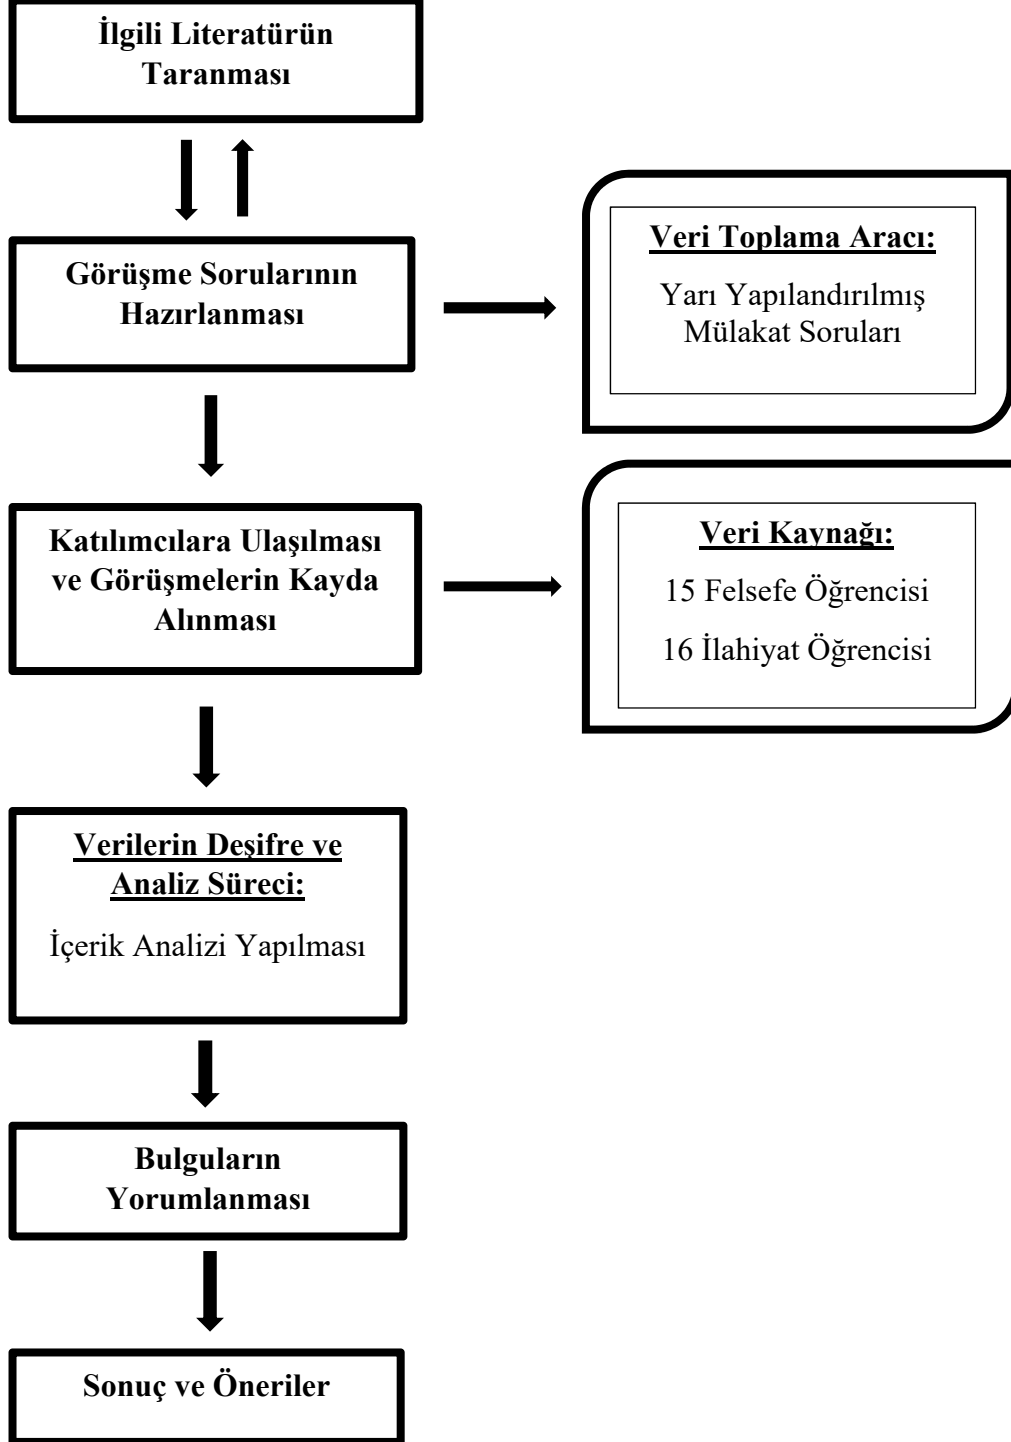 İlgili Literatürün
Taranması
Görüşme Sorularının
Hazırlanması
Veri Toplama Aracı:
Yarı Yapılandırılmış
Mülakat Soruları
Katılımcılara Ulaşılması
ve Görüşmelerin Kayda
Alınması
Veri Kaynağı:
15 Felsefe Öğrencisi
16 İlahiyat Öğrencisi
Verilerin Deşifre ve
Analiz Süreci:
İçerik Analizi Yapılması
Bulguların
Yorumlanması
Sonuç ve Öneriler